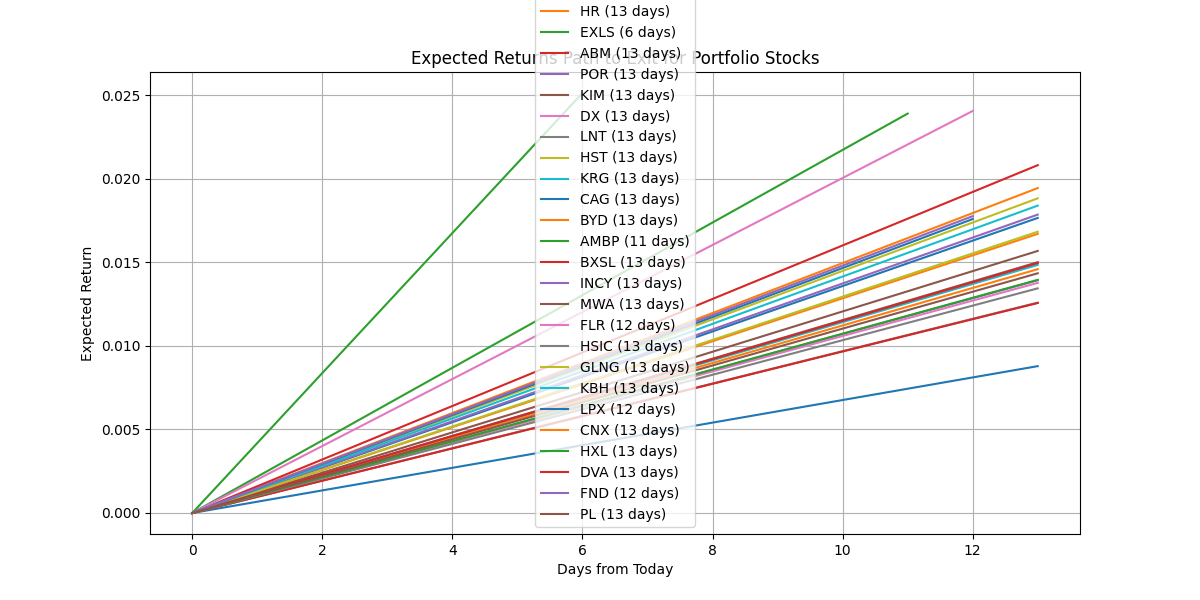 HR (13 days)
EXLS (6 days)
ABM (13 days)
Expected Returns Path to Exit for Portfolio Stocks
POR (13 days)
KIM (13 days)
DX (13 days)
LNT (13 days)
HST (13 days)
KRG (13 days)
CAG (13 days)
BYD (13 days)
AMBP (11 days)
BXSL (13 days)
INCY (13 days)
MWA (13 days)
FLR (12 days)
HSIC (13 days)
GLNG (13 days)
KBH (13 days)
LPX (12 days)
CNX (13 days)
HXL (13 days)
DVA (13 days)
FND (12 days)
PL (13 days)
0.025
0.020
0.015
0.010
0.005
0.000
Expected Return
0 2 4 6 8 10 12
Days from Today